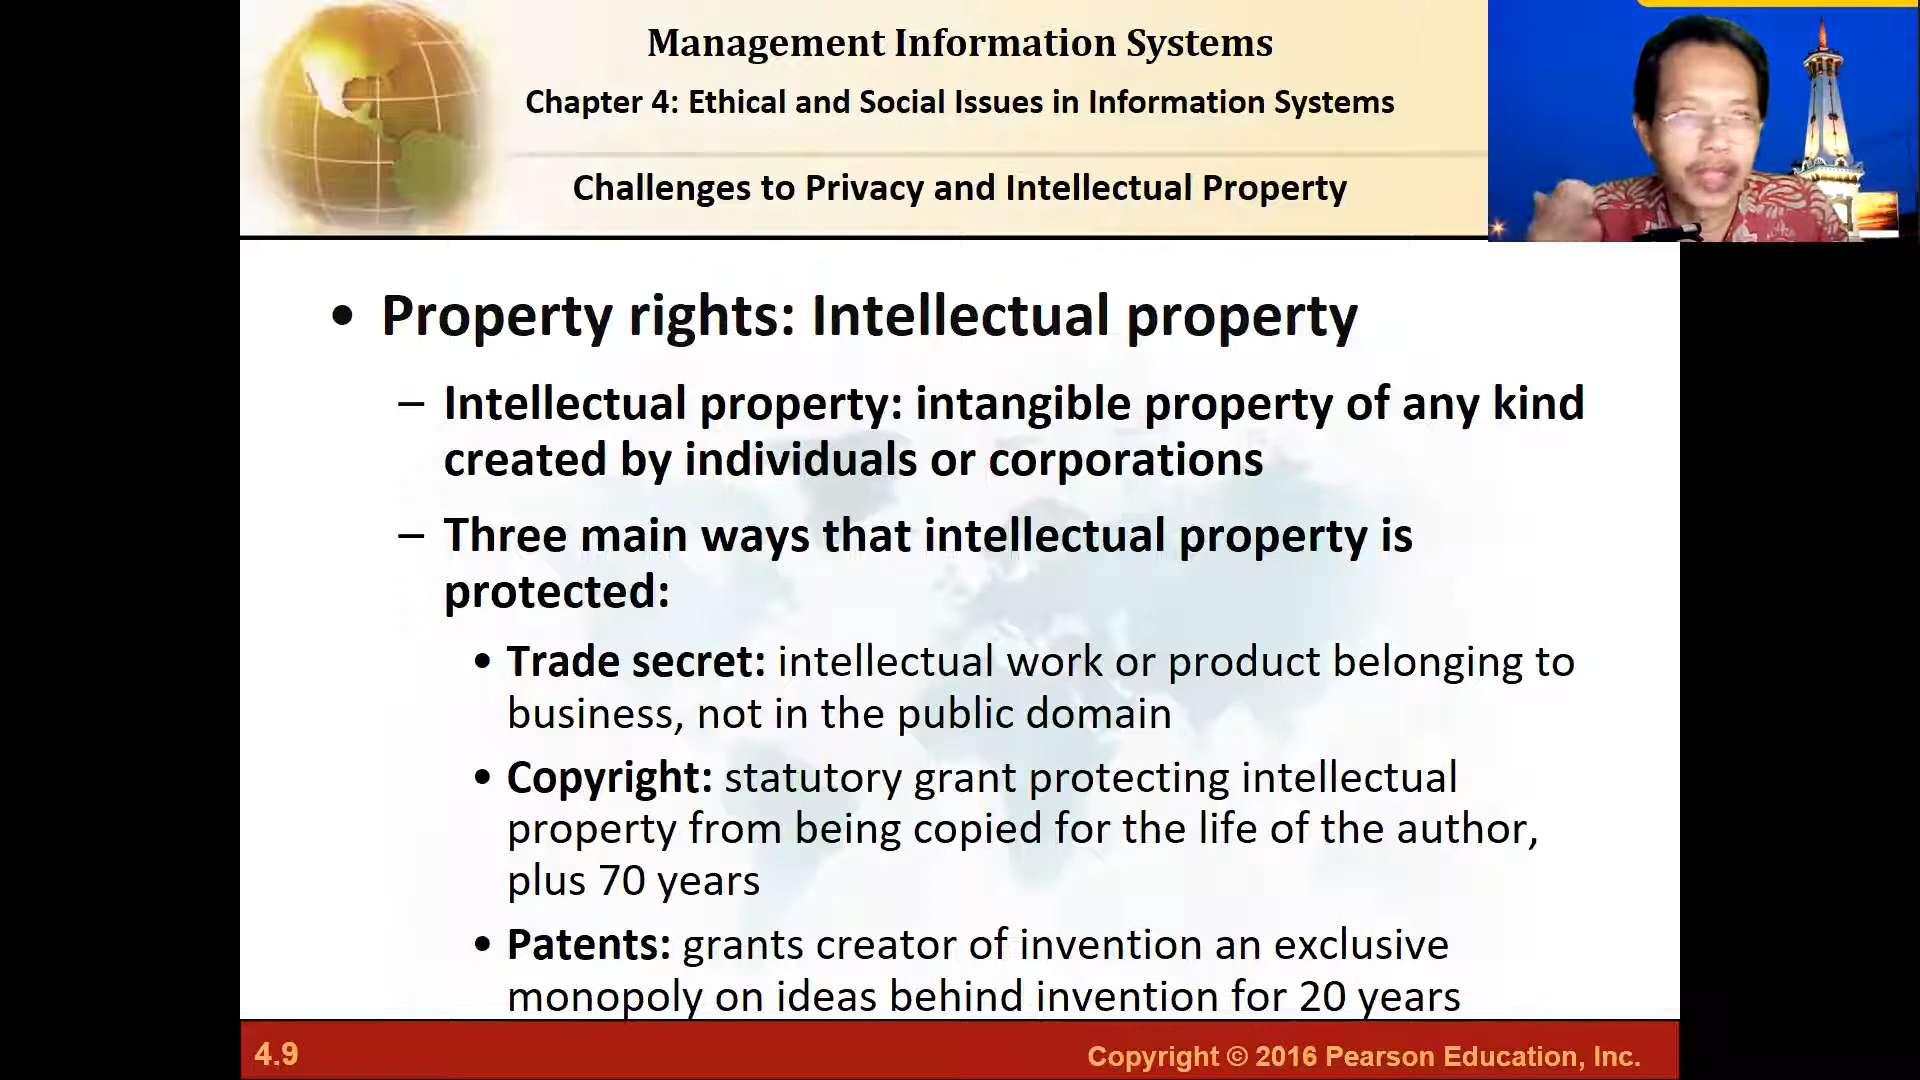 Management Information Systems
Chapter 4: Ethical and Social Issues in Information Systems
Challenges to Privacy and Intellectual Property
• Property rights: Intellectual property
– Intellectual property: intangible property of any kind
created by individuals or corporations
– Three main ways that intellectual property is
protected:
• Trade secret: intellectual work or product belonging to
business, not in the public domain
• Copyright: statutory grant protecting intellectual
property from being copied for the life of the author,
plus 70 years
• Patents: grants creator of invention an exclusive
monopoly on ideas behind invention for 20 years
4.9
Copyright © 2016 Pearson Education, Inc.